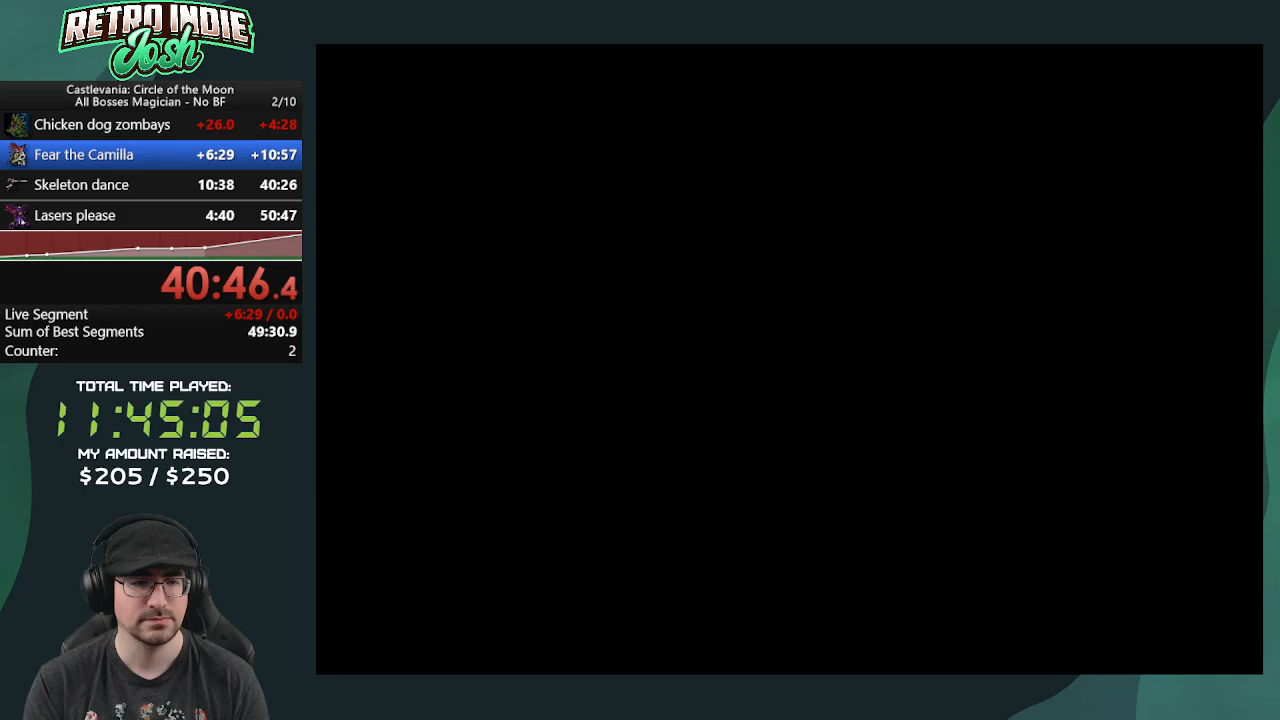 RETRO INDIE
Josh
Castlevania: Circle of the Moon
All Bosses Magician - No BF 2/10
Chicken dog zombays +26.0 +4:28
Fear the Camilla +6:29 +10:57
Skeleton dance 10:38 40:26
Lasers please 4:40 50:47
40:46.4
Live Segment +6:29 / 0.0
Sum of Best Segments 49:30.9
Counter: 2
TOTAL TIME PLAYED:
11:45:05
MY AMOUNT RAISED:
$205 / $250